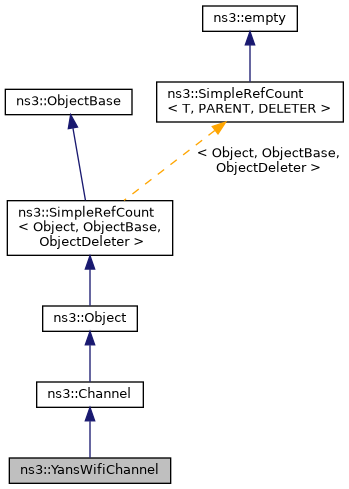 ns3::empty
ns3::SimpleRefCount
< T, PARENT, DELETER >
ns3::ObjectBase
< Object, ObjectBase,
ObjectDeleter >
ns3::SimpleRefCount
< Object, ObjectBase,
ObjectDeleter >
ns3::Object
ns3::Channel
ns3::YansWifiChannel